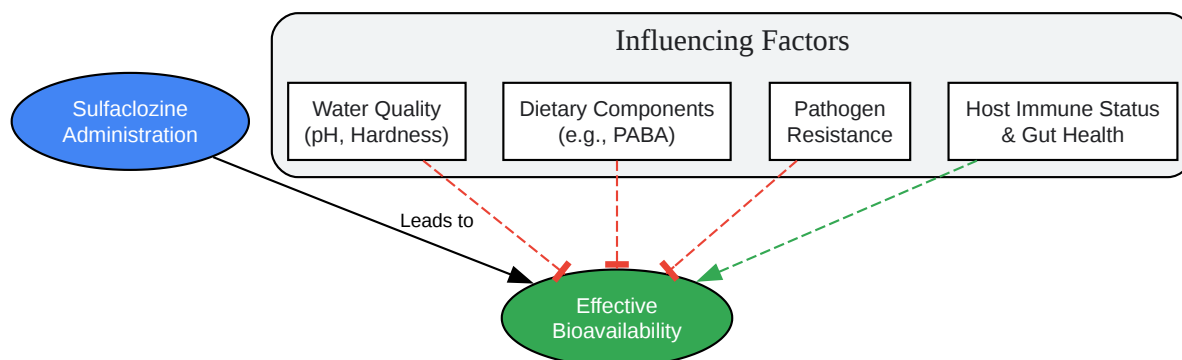 Influencing Factors
Sulfaclozine
Administration
Water Quality
(pH, Hardness)
Dietary Components
(e.g., PABA)
Pathogen
Resistance
Host Immune Status
& Gut Health
Leads to
Effective
Bioavailability